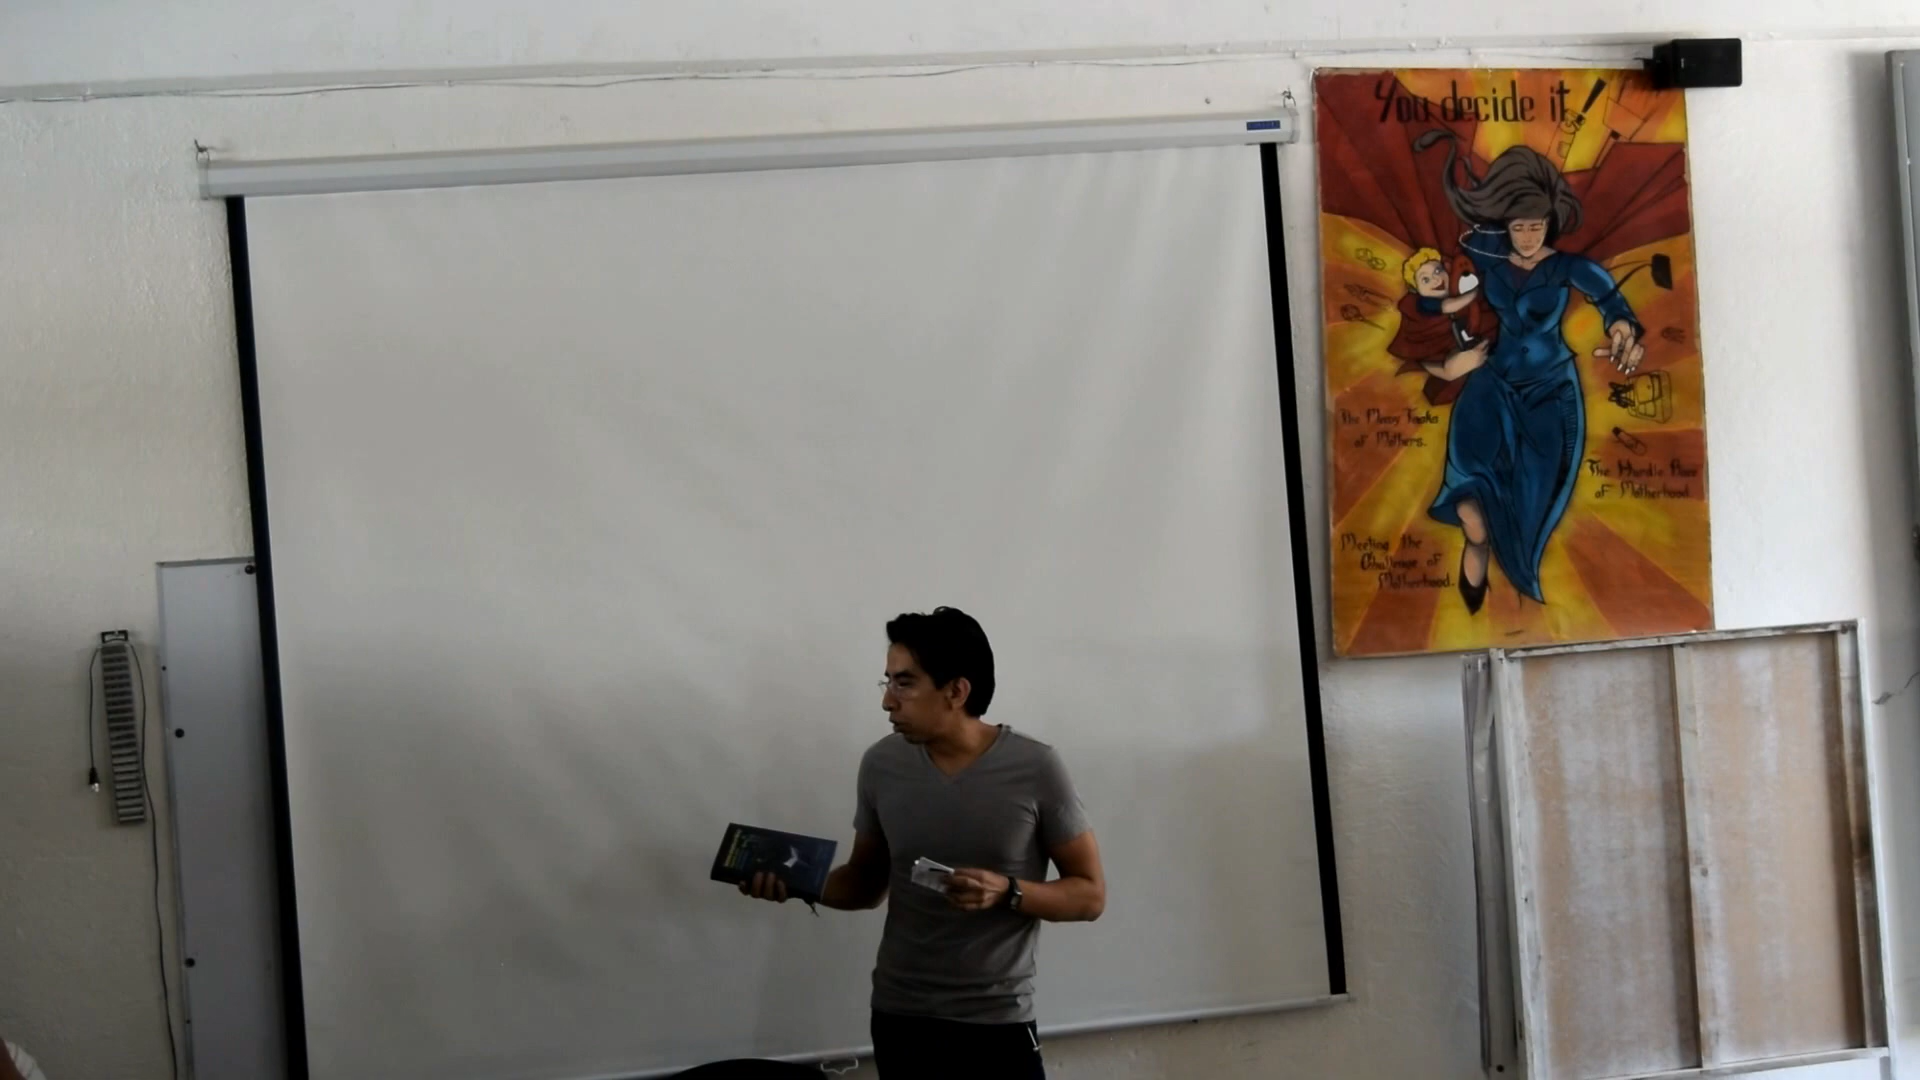 You decide it!
The Many Tasks
of Mothers.
The Hurdle Race
of Motherhood
Meeting the
Challenge of
Motherhood.